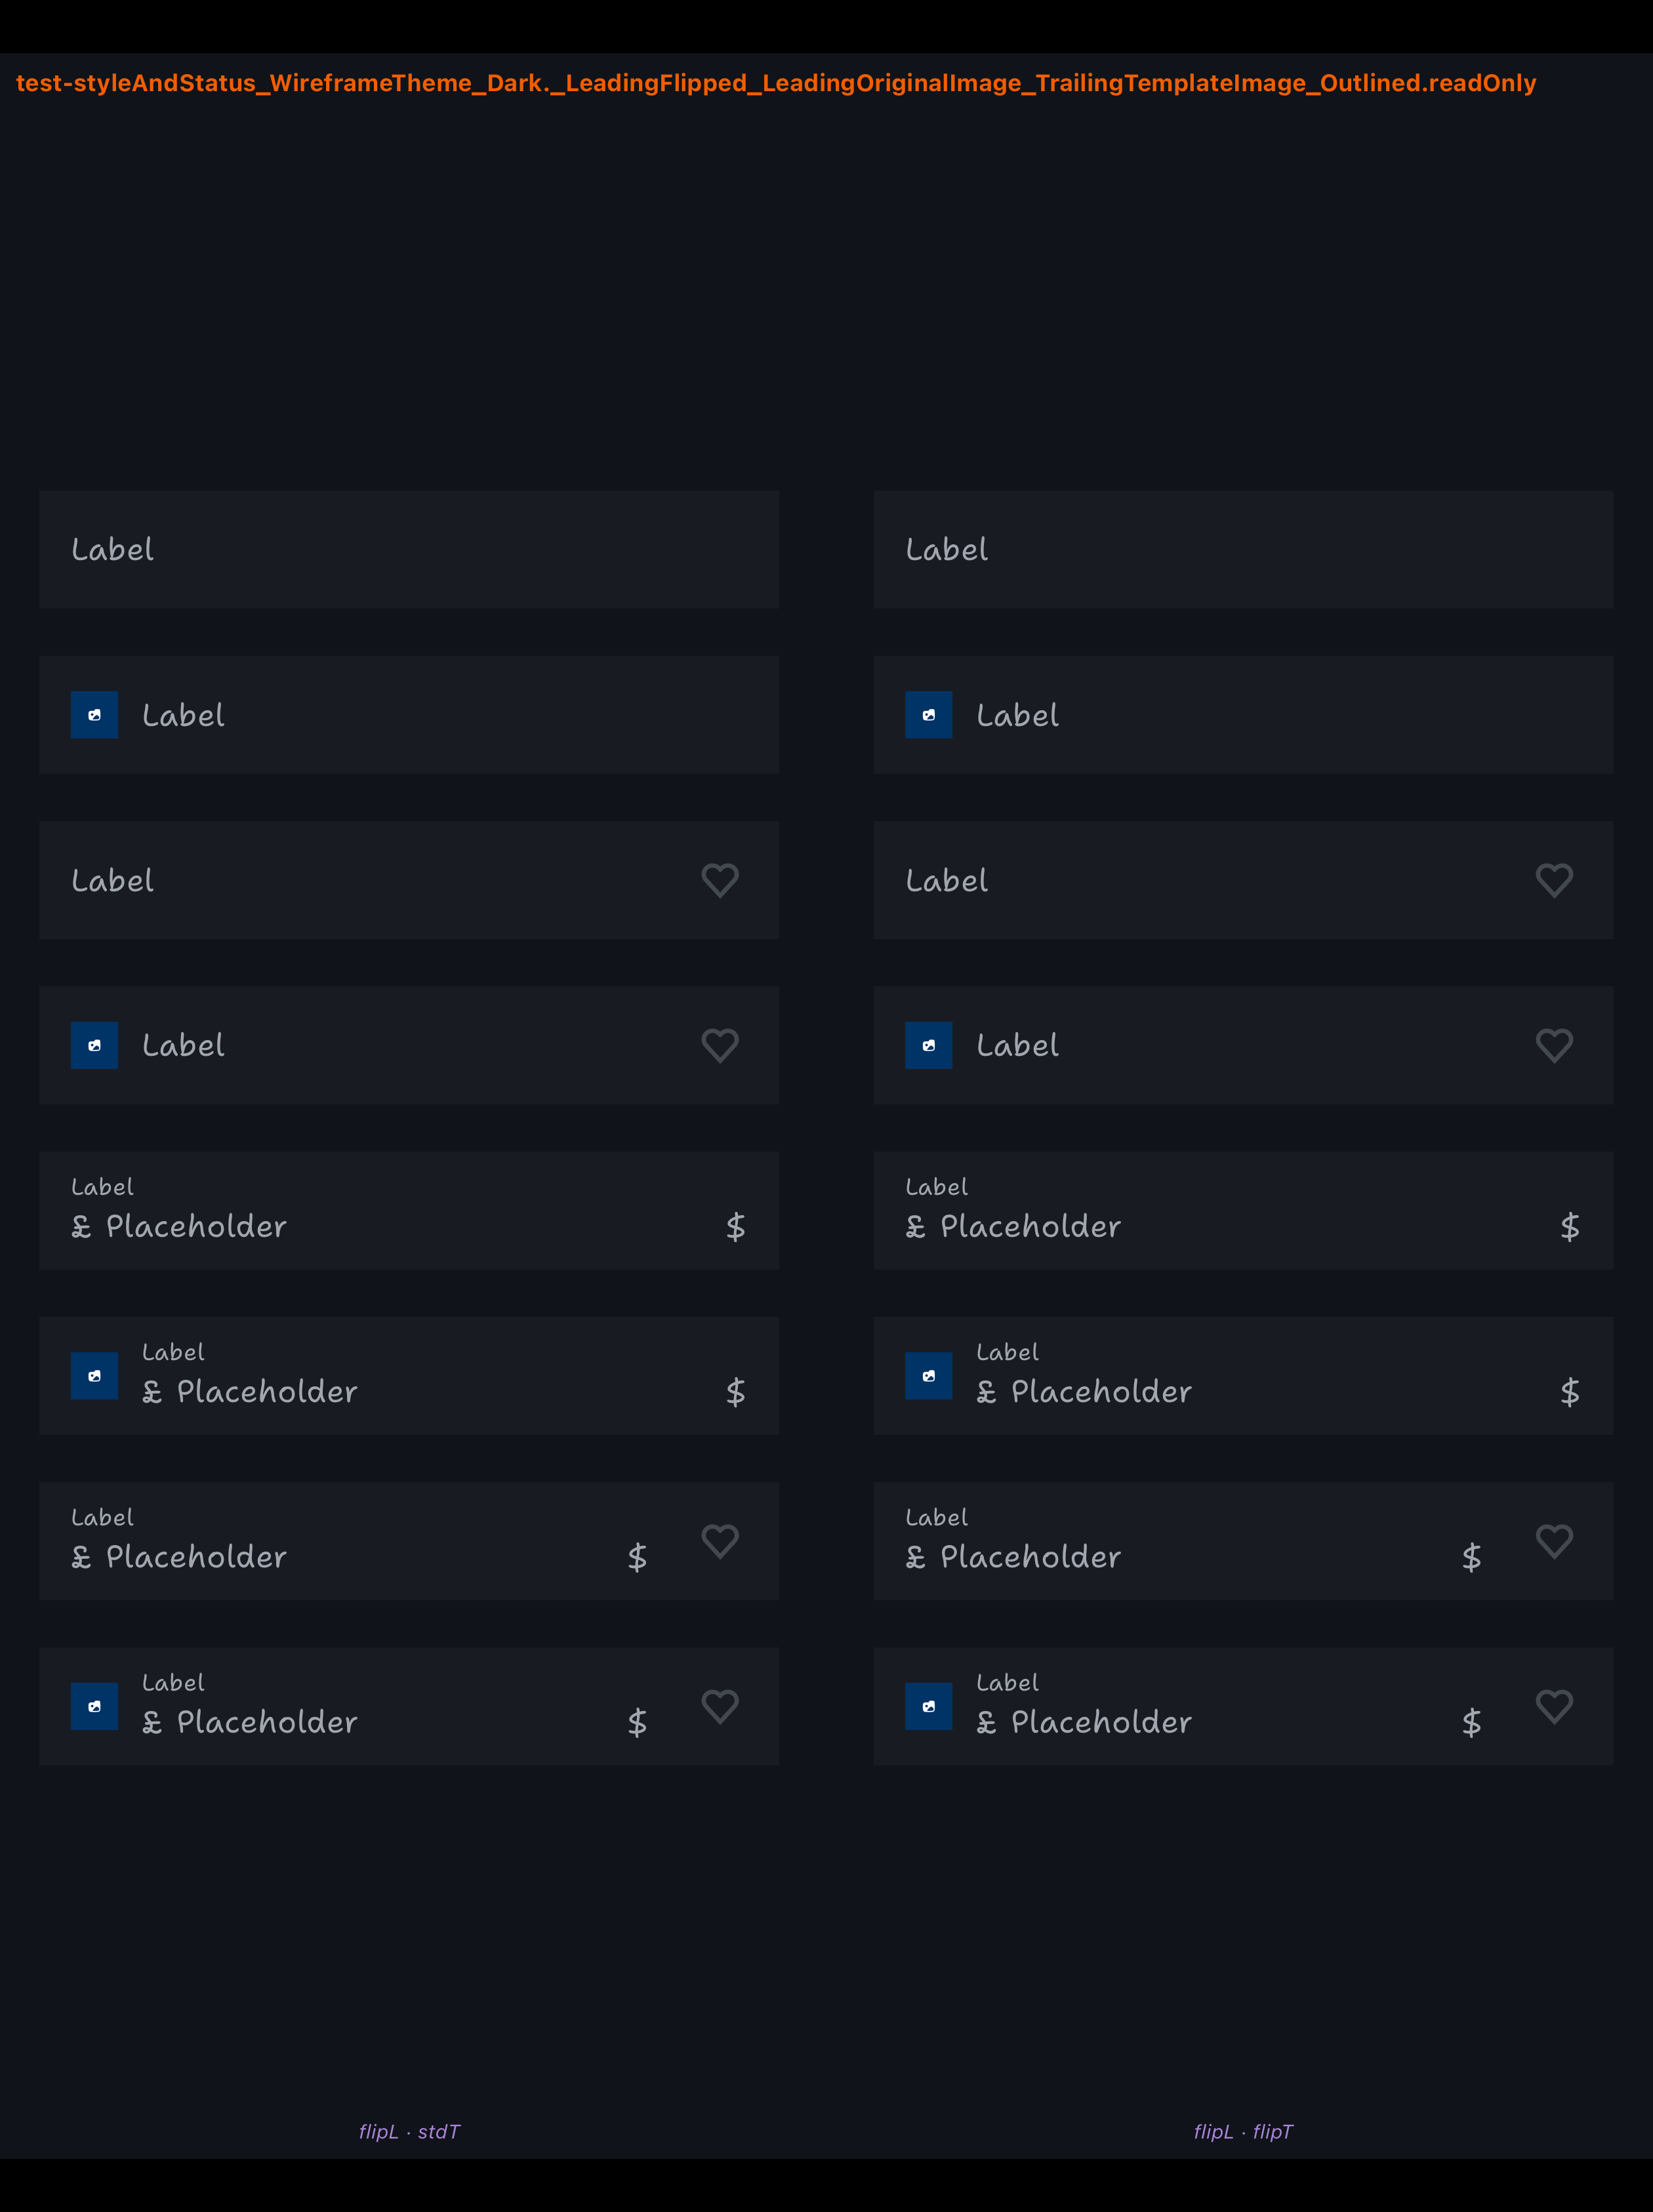 test-styleAndStatus_WireframeTheme_Dark._LeadingFlipped_LeadingOriginalImage_TrailingTemplateImage_Outlined.readOnly
Label
Label
Label
Label
Label
Label
Label
Label
Label
£ Placeholder $
Label
£ Placeholder $
Label
£ Placeholder $
Label
£ Placeholder $
Label
£ Placeholder $
Label
£ Placeholder $
Label
£ Placeholder $
Label
£ Placeholder $
flipL · stdT
flipL · flipT